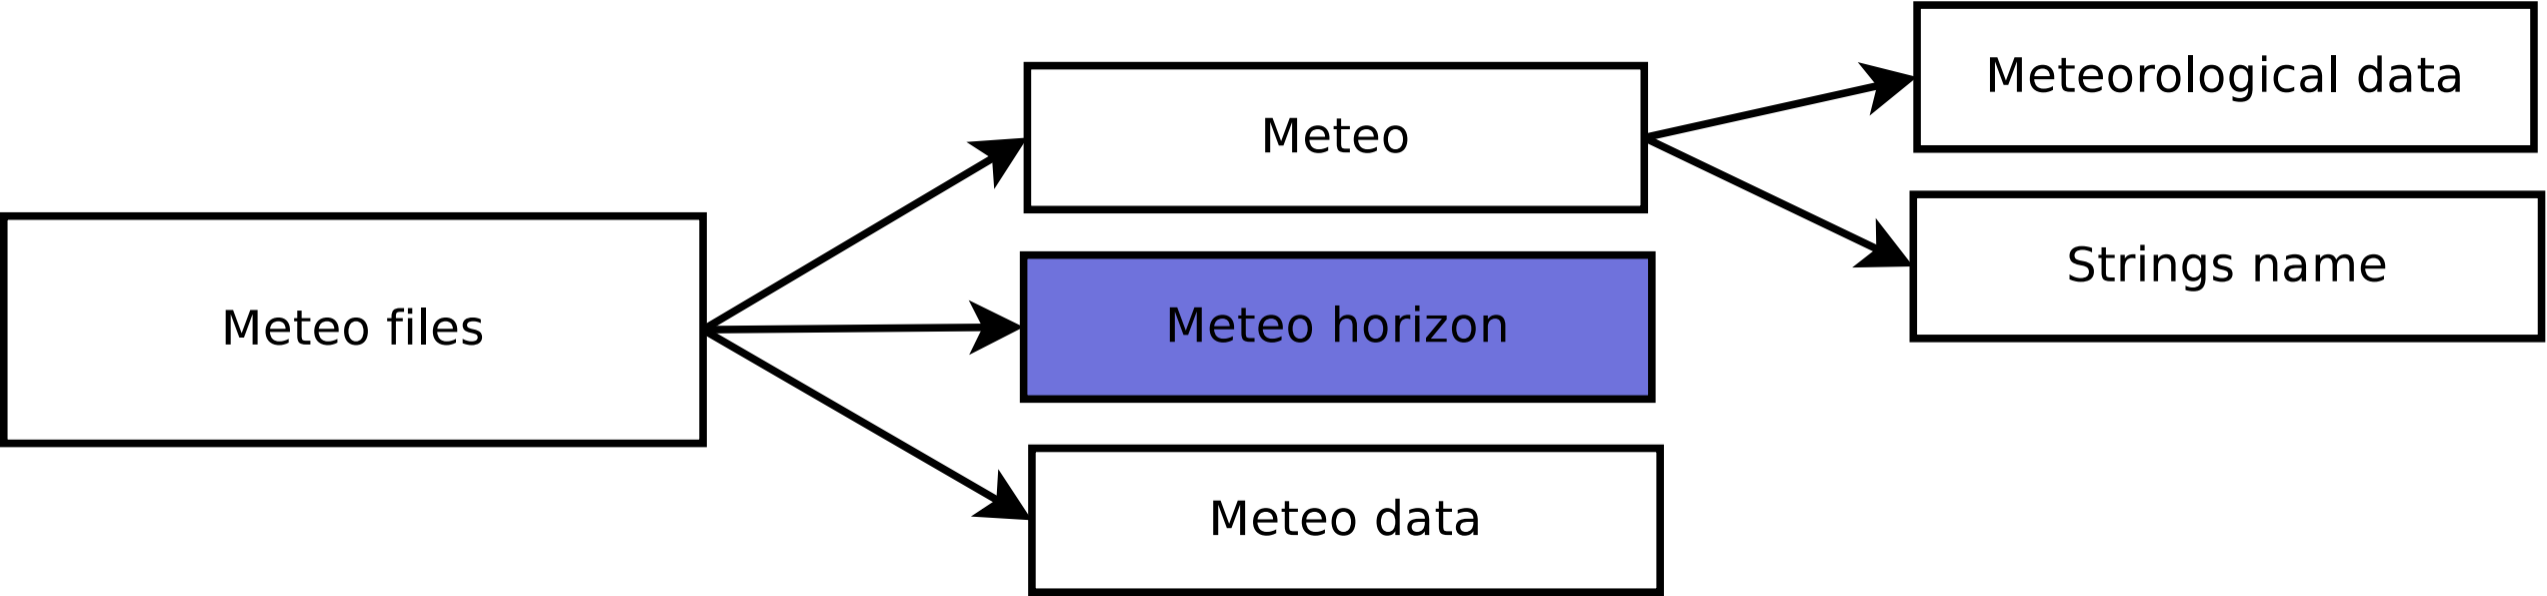 Meteo files
Meteo
Meteo horizon
Meteo data
Meteorological data
Strings name